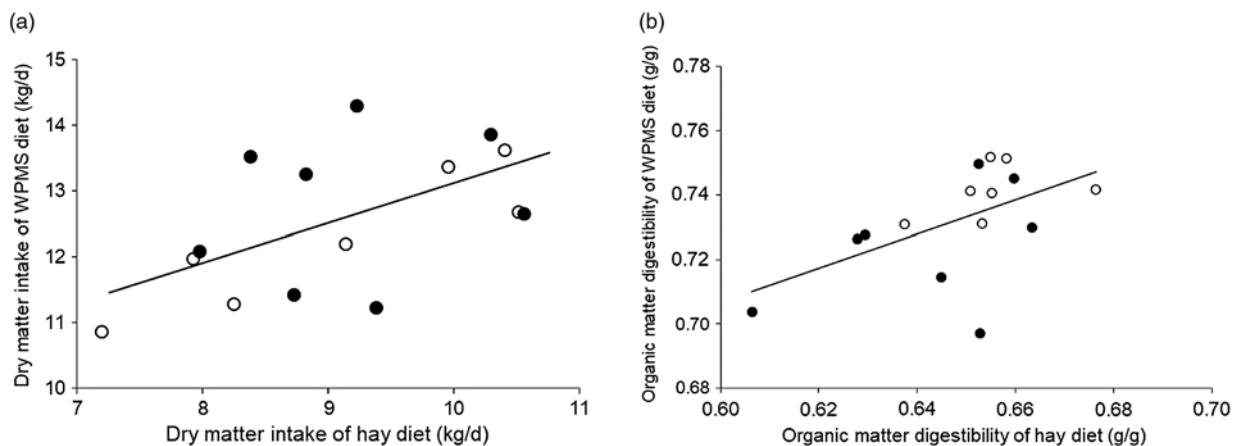 (a)
Dry matter intake of WPMS diet (kg/d)
15
14
13
12
11
10
7 8 9 10 11
Dry matter intake of hay diet (kg/d)
(b)
Organic matter digestibility of WPMS diet (g/g)
0.78
0.76
0.74
0.72
0.70
0.68
0.60 0.62 0.64 0.66 0.68 0.70
Organic matter digestibility of hay diet (g/g)